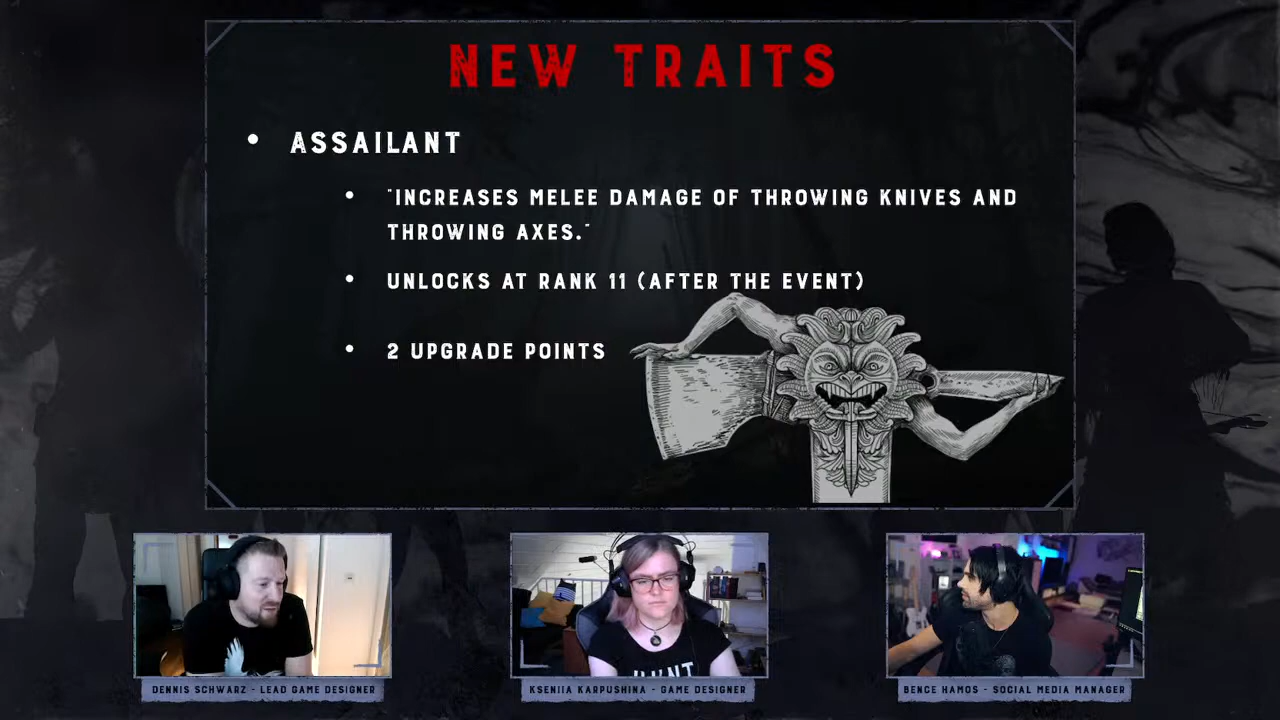 NEW TRAITS
• ASSAILANT
• "INCREASES MELEE DAMAGE OF THROWING KNIVES AND
THROWING AXES."
• UNLOCKS AT RANK 11 (AFTER THE EVENT)
• 2 UPGRADE POINTS
HUNT
DENNIS SCHWARZ - LEAD GAME DESIGNER
KSENIIA KARPUSHINA - GAME DESIGNER
BENCE HAMOS - SOCIAL MEDIA MANAGER